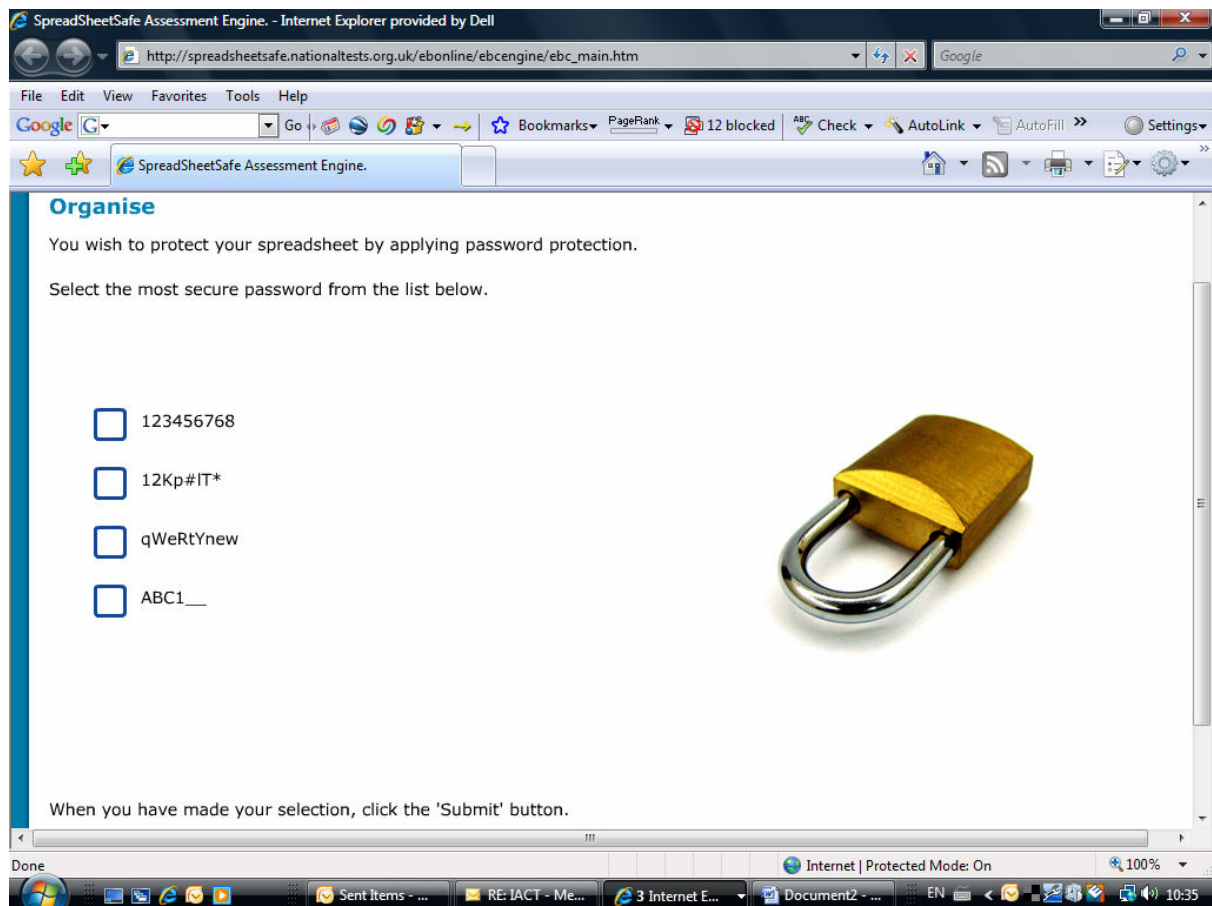 SpreadSheetSafe Assessment Engine. - Internet Explorer provided by Dell
http://spreadsheetsafe.nationaltests.org.uk/ebonline/ebcengine/ebc_main.htm
Google
File Edit View Favorites Tools Help
Google G Go Bookmarks PageRank 12 blocked ABC Check AutoLink AutoFill Settings
SpreadSheetSafe Assessment Engine.
Organise
You wish to protect your spreadsheet by applying password protection.
Select the most secure password from the list below.
123456768
12Kp#lT*
qWeRtYnew
ABC1__
When you have made your selection, click the 'Submit' button.
Done Internet | Protected Mode: On 100%
Sent Items - ... RE: IACT - Me... 3 Internet E... Document2 - ... EN 10:35